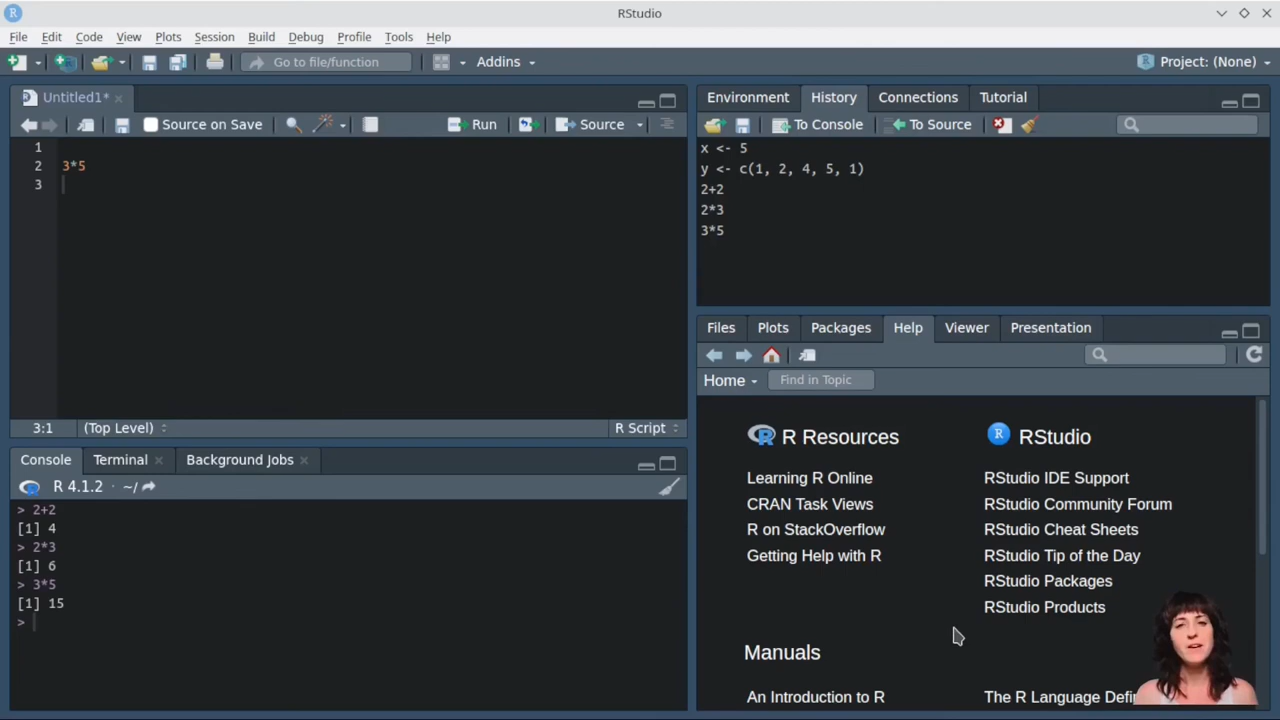 RStudio
File Edit Code View Plots Session Build Debug Profile Tools Help
Go to file/function Addins Project: (None)
Untitled1*
Source on Save Run Source
1
2 3*5
3
3:1 (Top Level) R Script
Console Terminal Background Jobs
R 4.1.2 · ~/
> 2+2
[1] 4
> 2*3
[1] 6
> 3*5
[1] 15
>
Environment History Connections Tutorial
To Console To Source
x <- 5
y <- c(1, 2, 4, 5, 1)
2+2
2*3
3*5
Files Plots Packages Help Viewer Presentation
Home Find in Topic
R Resources
Learning R Online
CRAN Task Views
R on StackOverflow
Getting Help with R
RStudio
RStudio IDE Support
RStudio Community Forum
RStudio Cheat Sheets
RStudio Tip of the Day
RStudio Packages
RStudio Products
Manuals
An Introduction to R
The R Language Defi